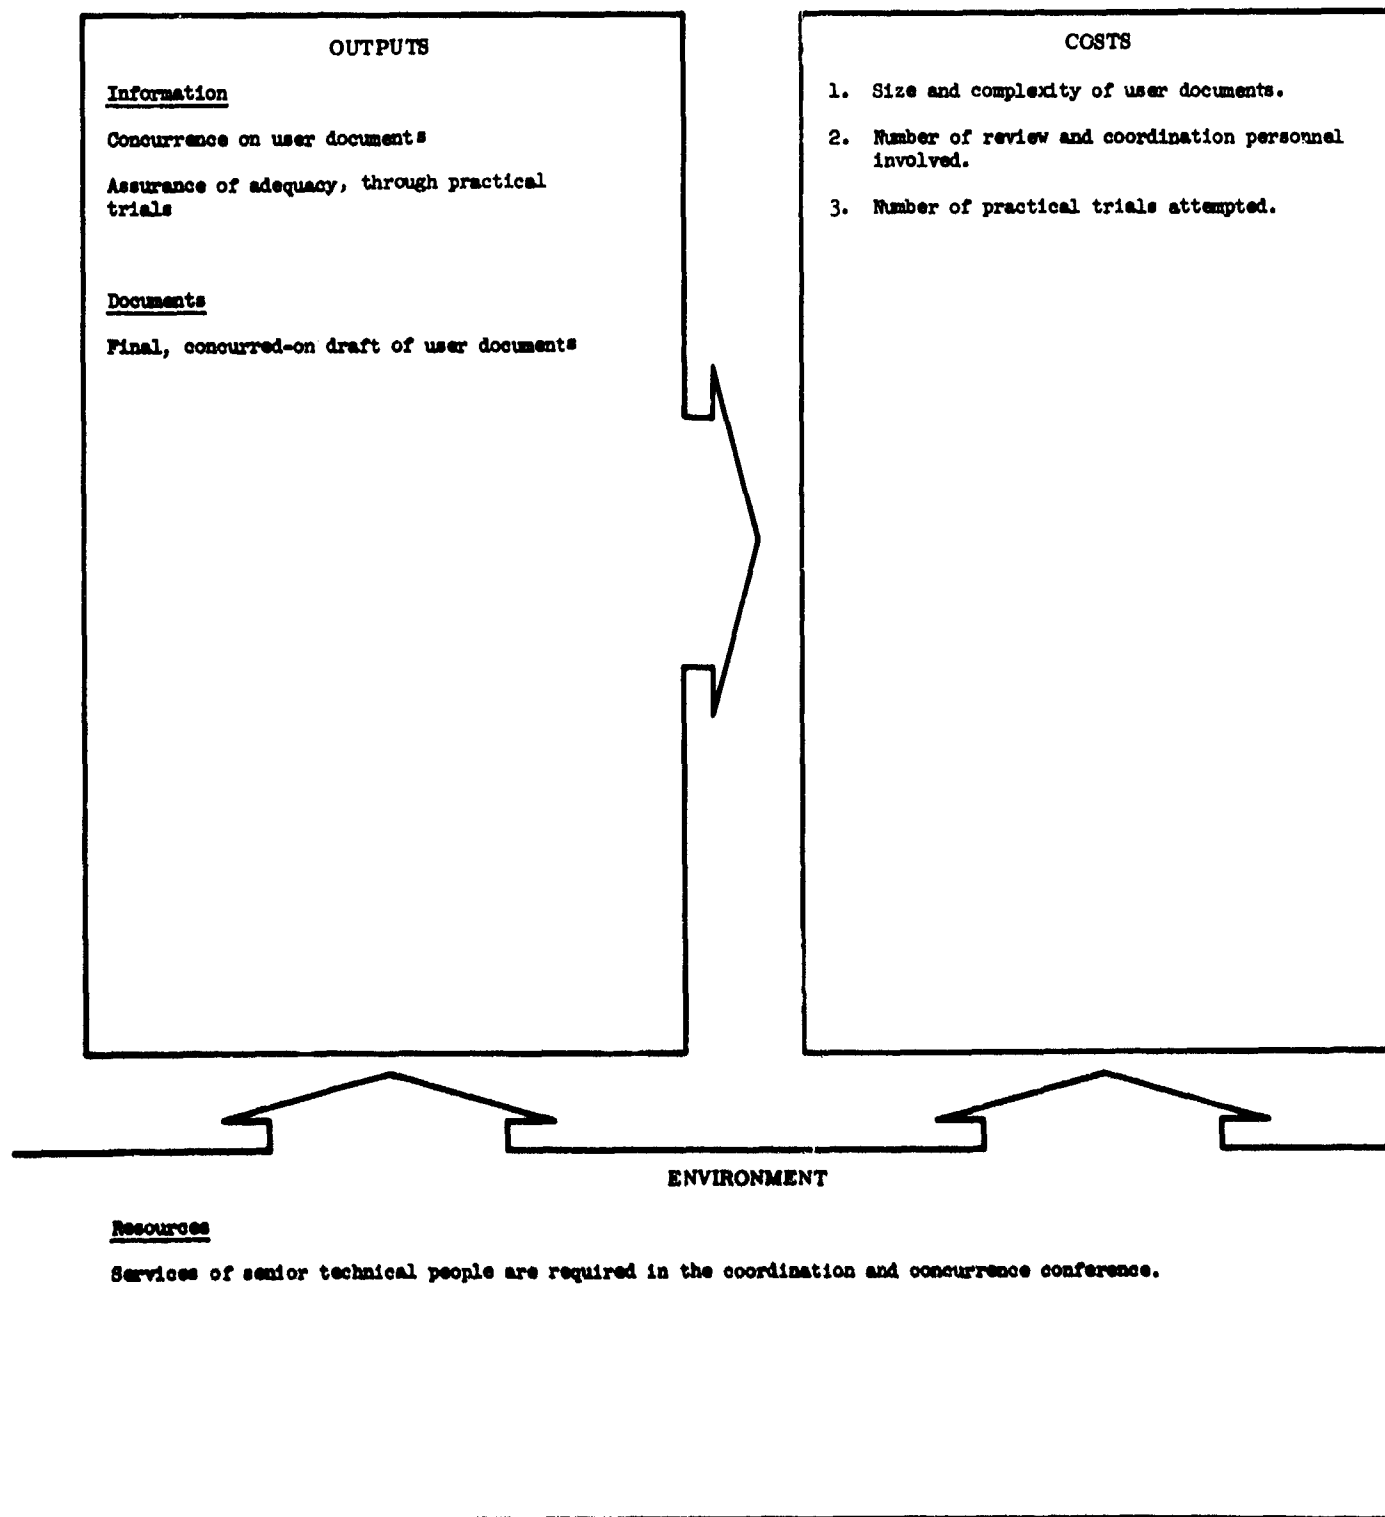 OUTPUTS
Information
Concurrence on user documents
Assurance of adequacy, through practical
trials
Documents
Final, concurred-on draft of user documents
COSTS
1. Size and complexity of user documents.
2. Number of review and coordination personnel
involved.
3. Number of practical trials attempted.
ENVIRONMENT
Resources
Services of senior technical people are required in the coordination and concurrence conference.